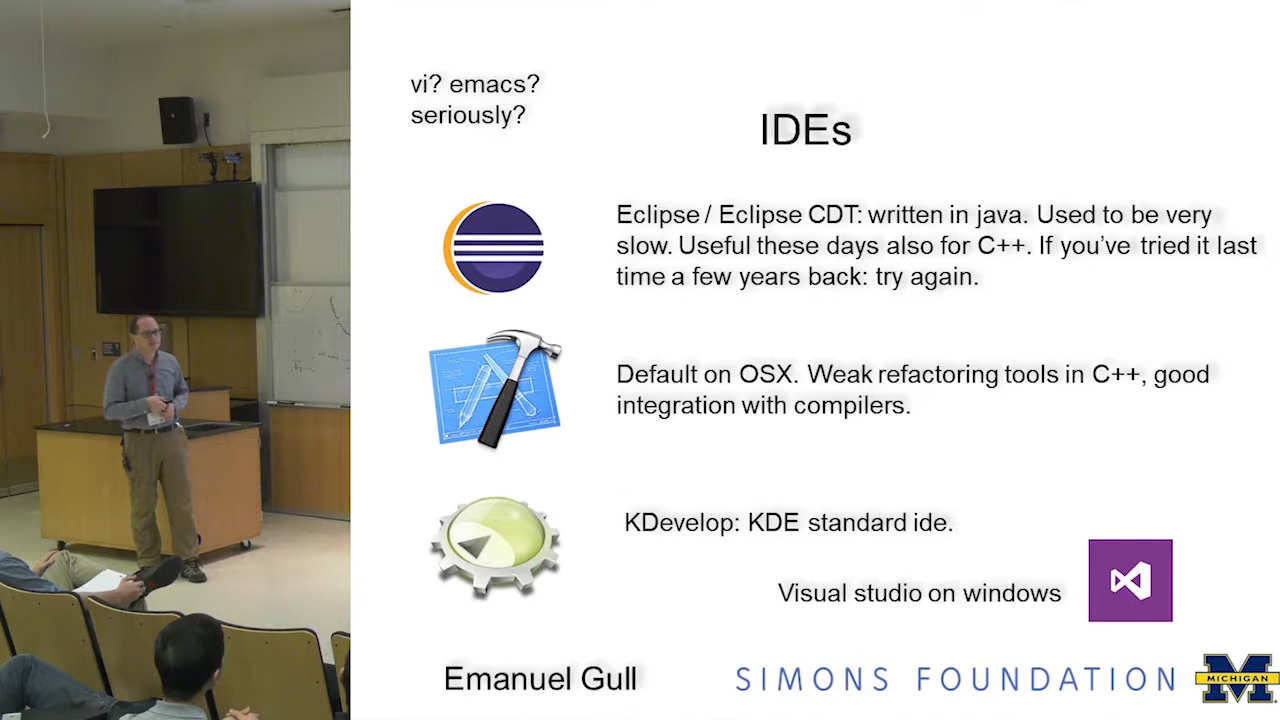 vi? emacs?
seriously?
IDEs
Eclipse / Eclipse CDT: written in java. Used to be very
slow. Useful these days also for C++. If you’ve tried it last
time a few years back: try again.
Default on OSX. Weak refactoring tools in C++, good
integration with compilers.
KDevelop: KDE standard ide.
Visual studio on windows
Emanuel Gull
SIMONS FOUNDATION
MICHIGAN